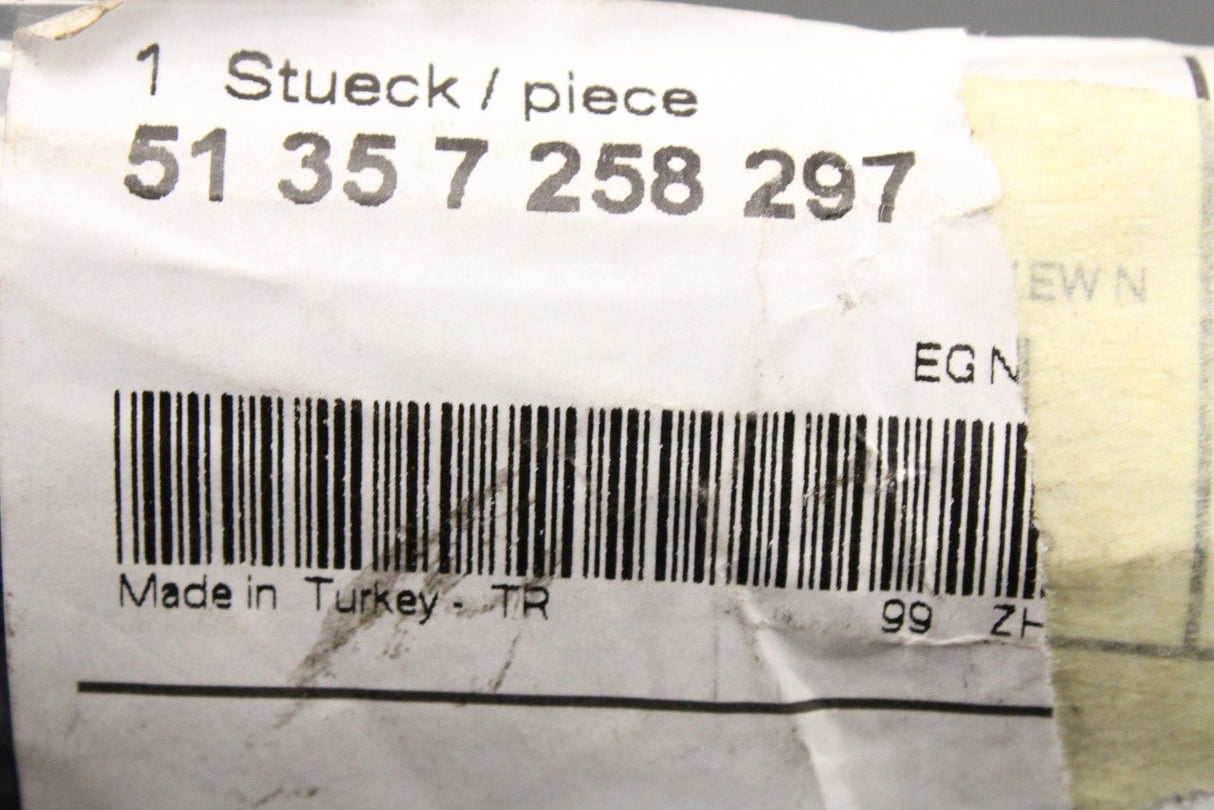 1 Stueck / piece
51 35 7 258 297
EW N
EG N
Made in Turkey - TR 99 ZH